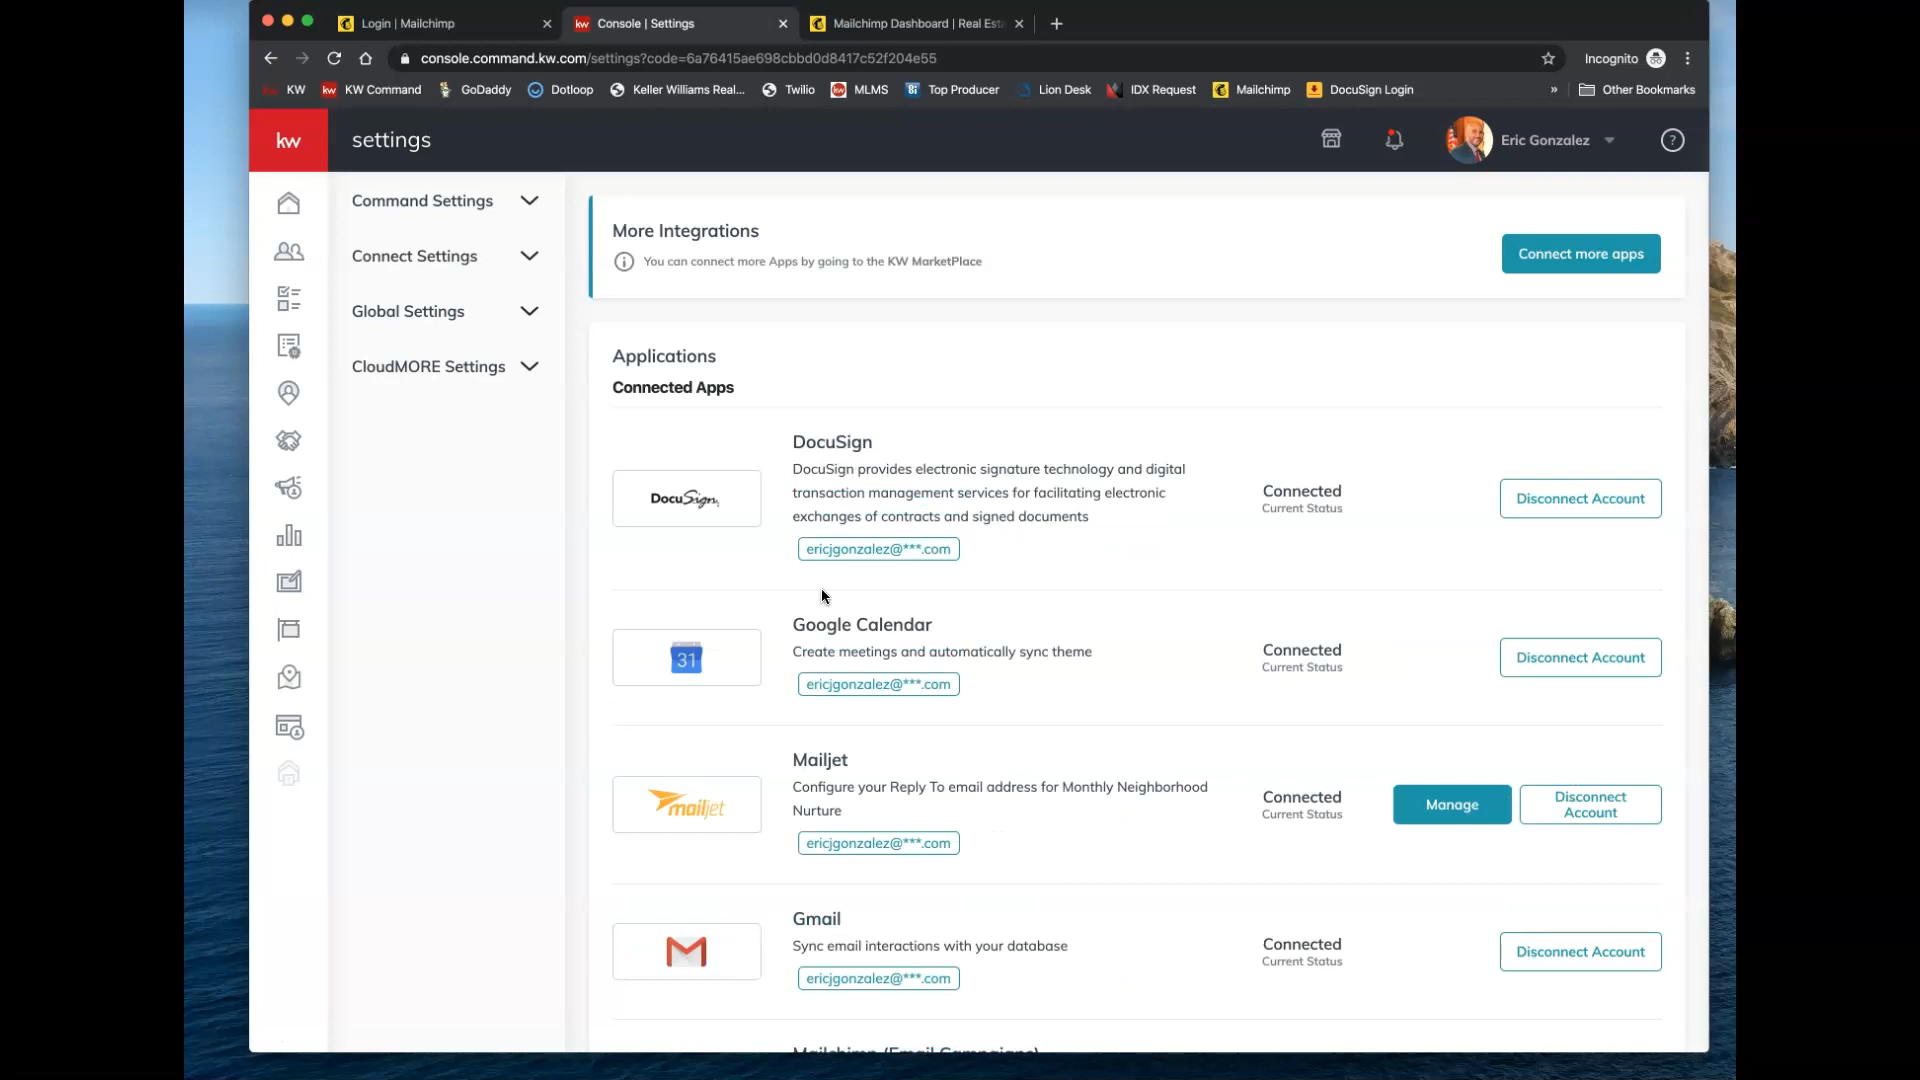 Login | Mailchimp
Console | Settings
Mailchimp Dashboard | Real Est
console.command.kw.com/settings?code=6a76415ae698cbbd0d8417c52f204e55
Incognito
KW
KW Command
GoDaddy
Dotloop
Keller Williams Real...
Twilio
MLMS
Top Producer
Lion Desk
IDX Request
Mailchimp
DocuSign Login
»
Other Bookmarks
kw
settings
Eric Gonzalez
Command Settings
Connect Settings
Global Settings
CloudMORE Settings
More Integrations
You can connect more Apps by going to the KW MarketPlace
Connect more apps
Applications
Connected Apps
DocuSign
DocuSign
DocuSign provides electronic signature technology and digital
transaction management services for facilitating electronic
exchanges of contracts and signed documents
ericjgonzalez@***.com
Connected
Current Status
Disconnect Account
31
Google Calendar
Create meetings and automatically sync theme
ericjgonzalez@***.com
Connected
Current Status
Disconnect Account
mailjet
Mailjet
Configure your Reply To email address for Monthly Neighborhood
Nurture
ericjgonzalez@***.com
Connected
Current Status
Manage
Disconnect
Account
Gmail
Sync email interactions with your database
ericjgonzalez@***.com
Connected
Current Status
Disconnect Account
Mailchimp (Email Campaigns)